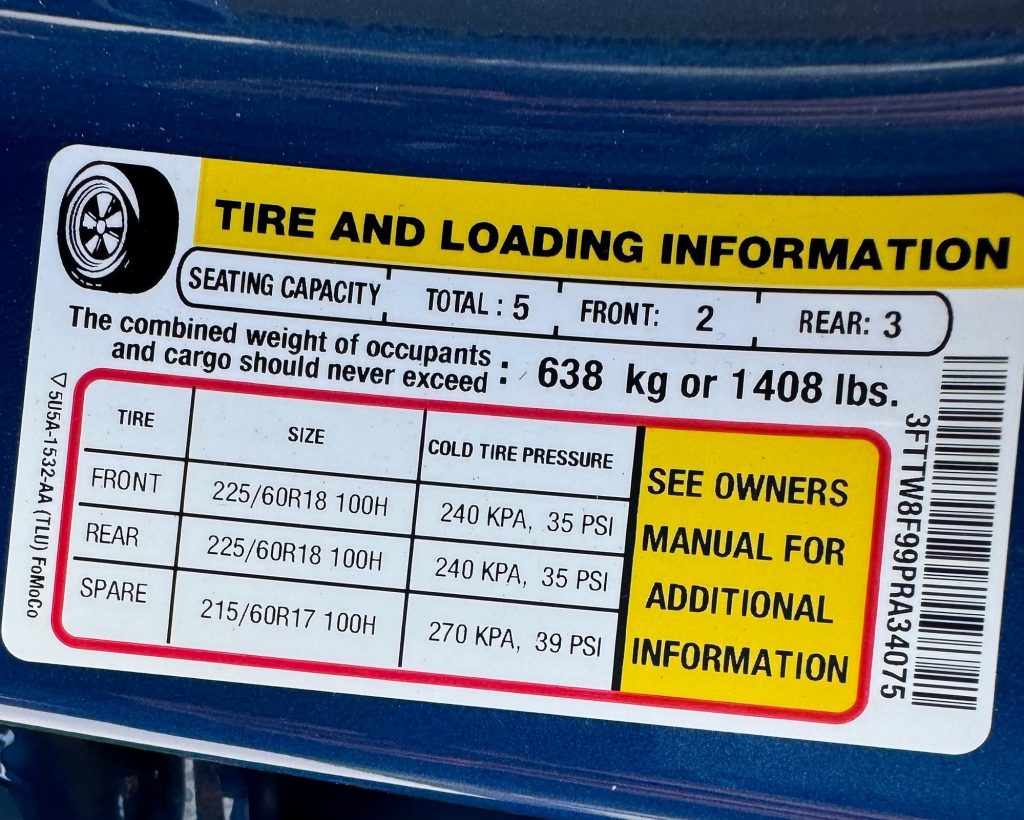 TIRE AND LOADING INFORMATION
SEATING CAPACITY TOTAL : 5 FRONT: 2 REAR: 3
The combined weight of occupants
and cargo should never exceed : 638 kg or 1408 lbs.
TIRE SIZE COLD TIRE PRESSURE
FRONT 225/60R18 100H 240 KPA, 35 PSI
REAR 225/60R18 100H 240 KPA, 35 PSI
SPARE 215/60R17 100H 270 KPA, 39 PSI
SEE OWNERS
MANUAL FOR
ADDITIONAL
INFORMATION
▽5U5A-1532-AA (TLU) FoMoCo
3FTTW8F99PRA34075